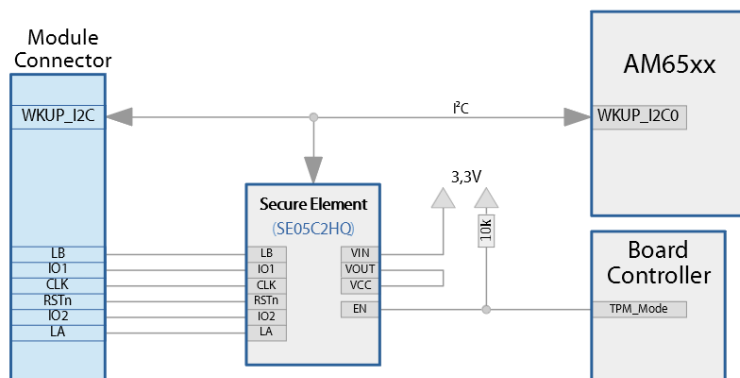 Module
Connector
AM65xx
WKUP_I2C
I²C
WKUP_I2C0
3,3V
Secure Element
(SE05C2HQ)
10k
LB
IO1
CLK
RSTn
IO2
LA
LB
IO1
CLK
RSTn
IO2
LA
VIN
VOUT
VCC
EN
Board
Controller
TPM_Mode